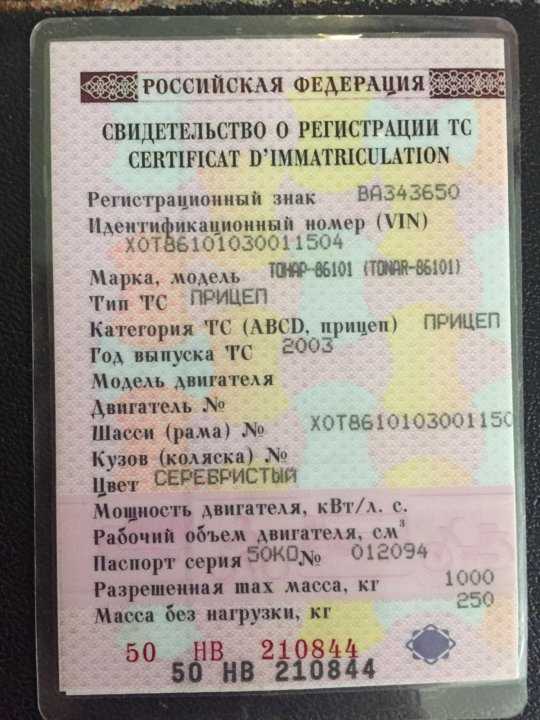 РОССИЙСКАЯ ФЕДЕРАЦИЯ
СВИДЕТЕЛЬСТВО О РЕГИСТРАЦИИ ТС
CERTIFICAT D'IMMATRICULATION
Регистрационный знак ВА343650
Идентификационный номер (VIN)
X0T86101030011504
Марка, модель ТОНАР-86101 (TONAR-86101)
Тип ТС ПРИЦЕП
Категория ТС (ABCD, прицеп) ПРИЦЕП
Год выпуска ТС 2003
Модель двигателя
Двигатель №
Шасси (рама) № X0T8610103001150
Кузов (коляска) №
Цвет СЕРЕБРИСТЫЙ
Мощность двигателя, кВт/л. с.
Рабочий объем двигателя, см³
Паспорт серия 50КО № 012094
Разрешенная max масса, кг 1000
Масса без нагрузки, кг 250
50 НВ 210844
50 НВ 210844